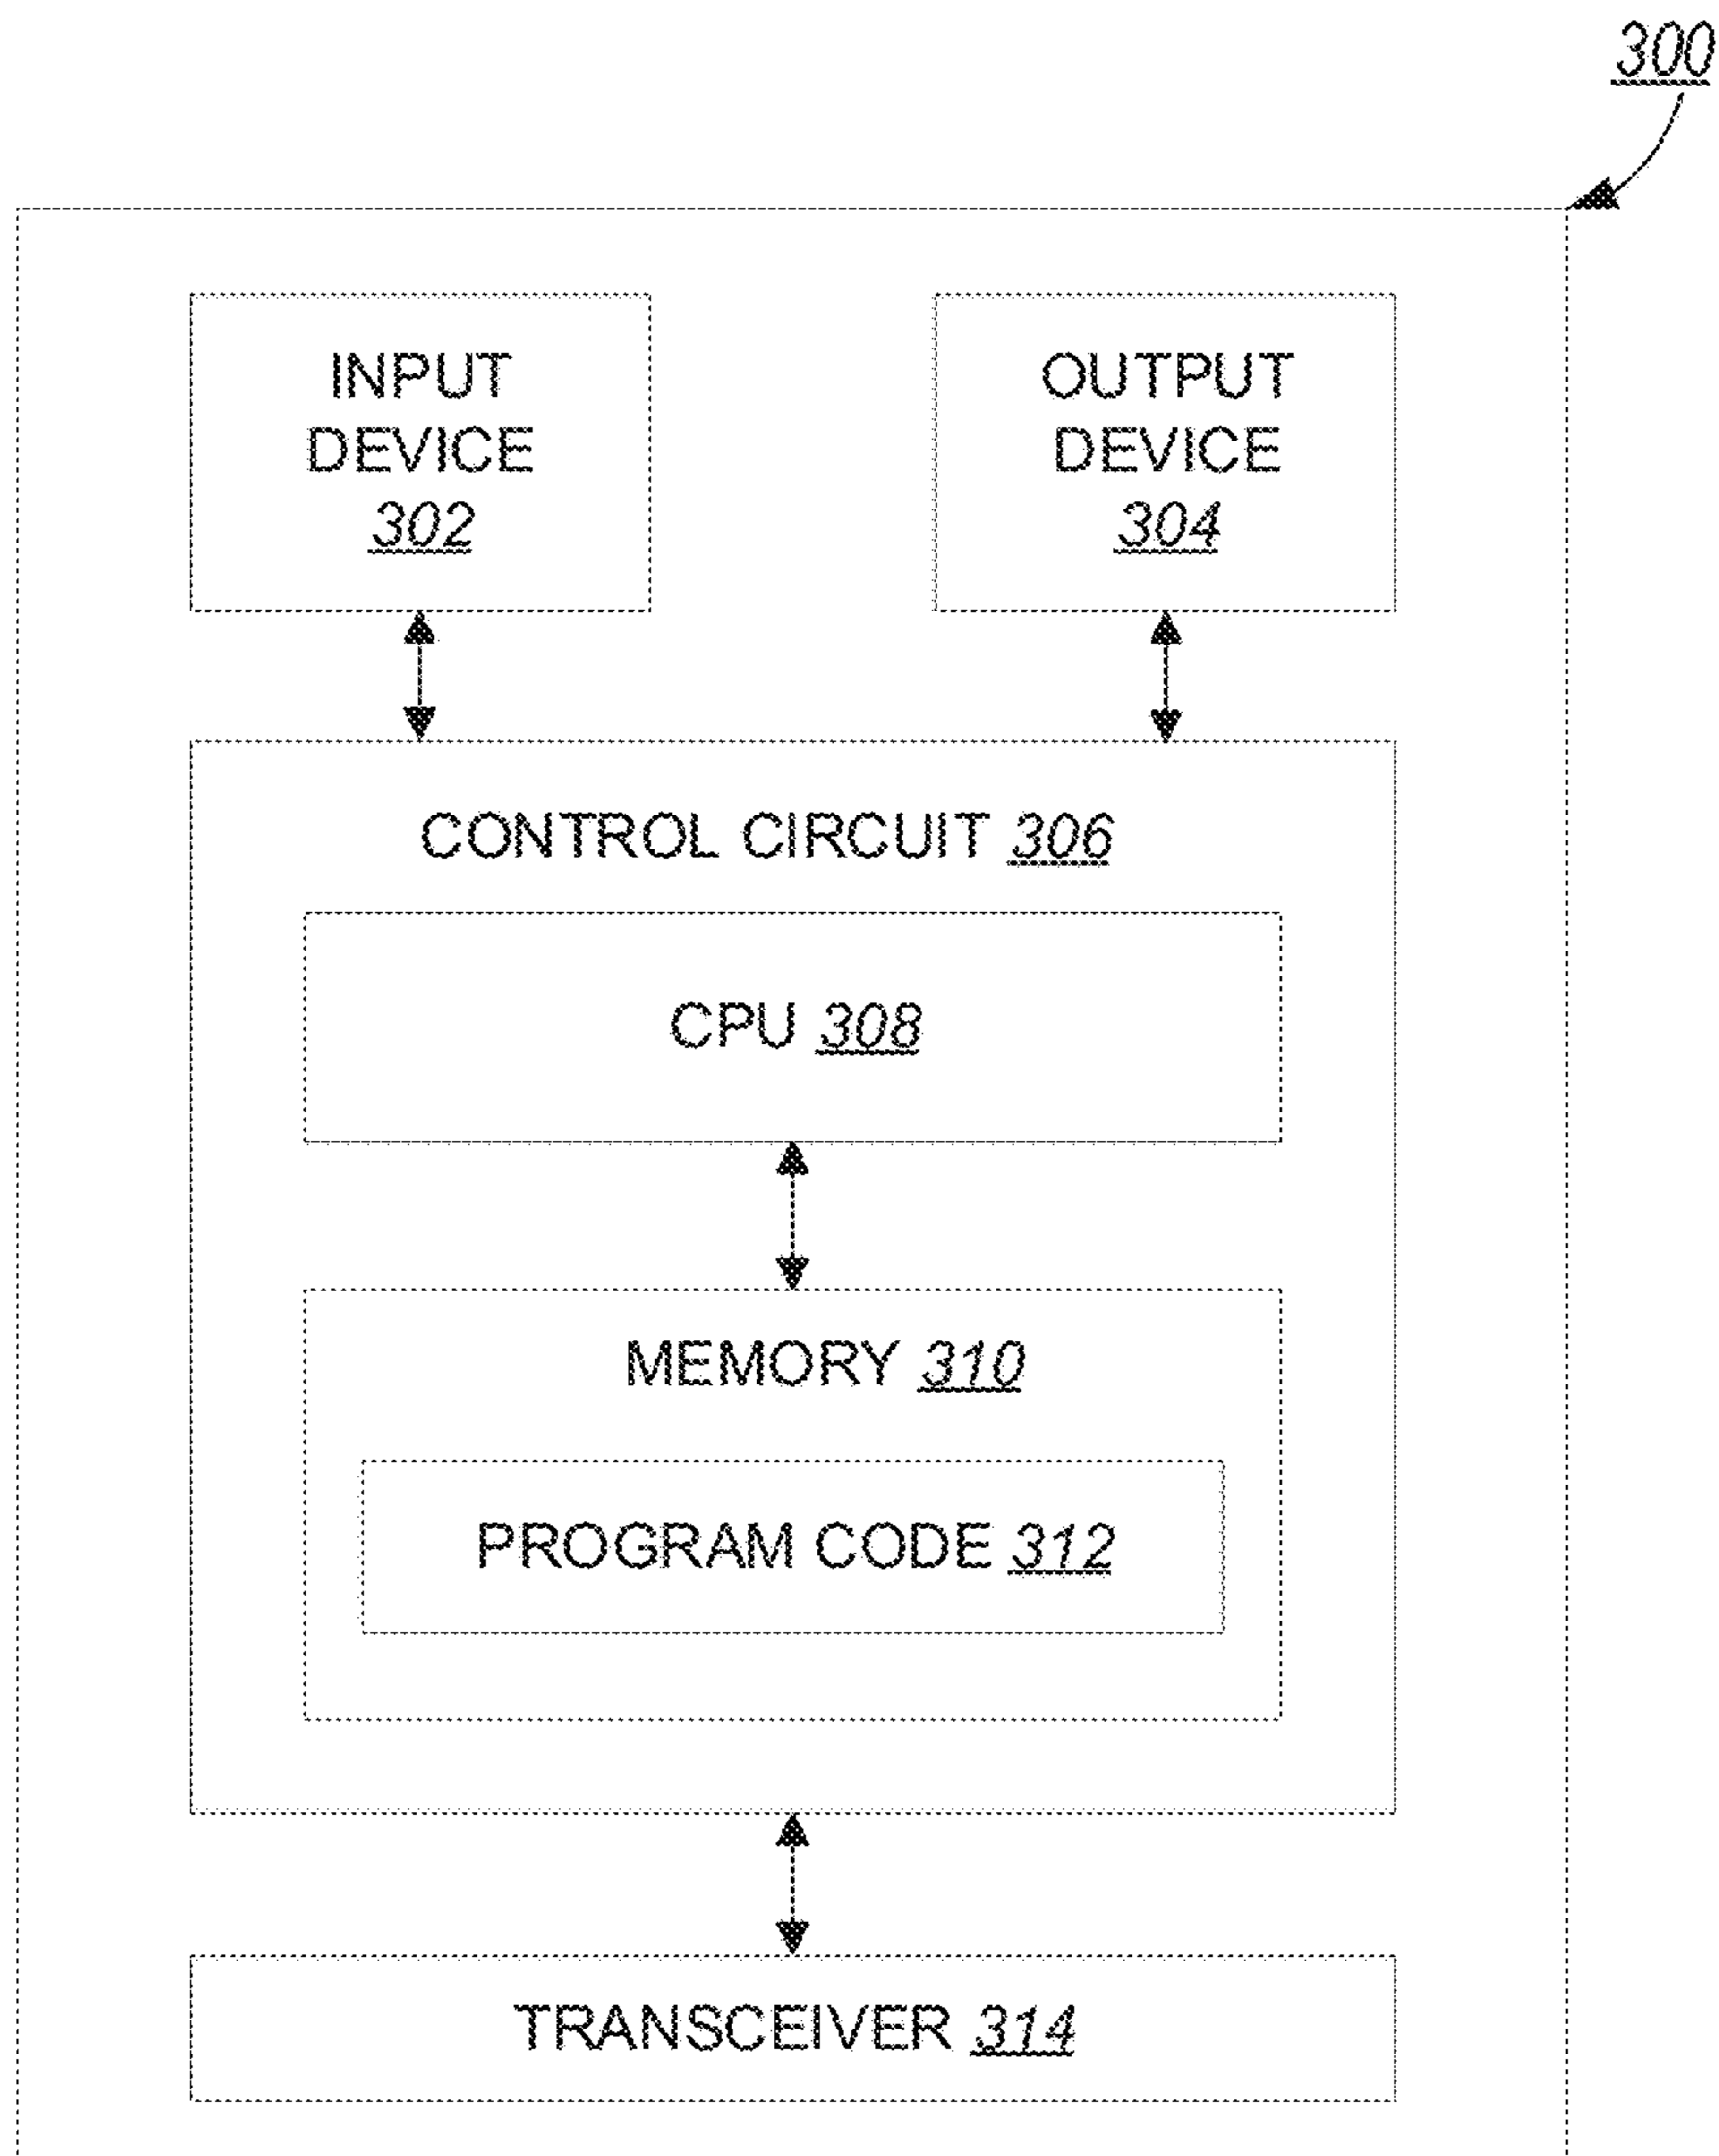 300
INPUT
DEVICE
302
OUTPUT
DEVICE
304
CONTROL CIRCUIT 306
CPU 308
MEMORY 310
PROGRAM CODE 312
TRANSCEIVER 314